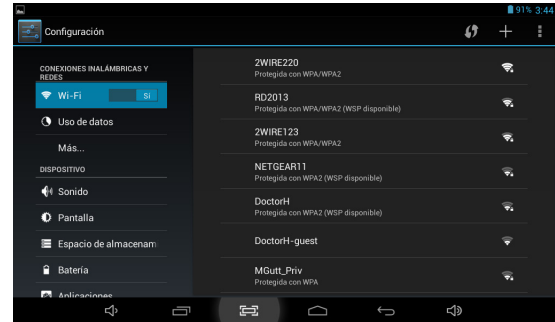 91% 3:44
Configuración
CONEXIONES INALÁMBRICAS Y
REDES
Wi-Fi
Sí
Uso de datos
Más...
DISPOSITIVO
Sonido
Pantalla
Espacio de almacenam
Batería
Aplicaciones
2WIRE220
Protegida con WPA/WPA2
RD2013
Protegida con WPA/WPA2 (WSP disponible)
2WIRE123
Protegida con WPA/WPA2
NETGEAR11
Protegida con WPA2 (WSP disponible)
DoctorH
Protegida con WPA2 (WSP disponible)
DoctorH-guest
MGutt_Priv
Protegida con WPA